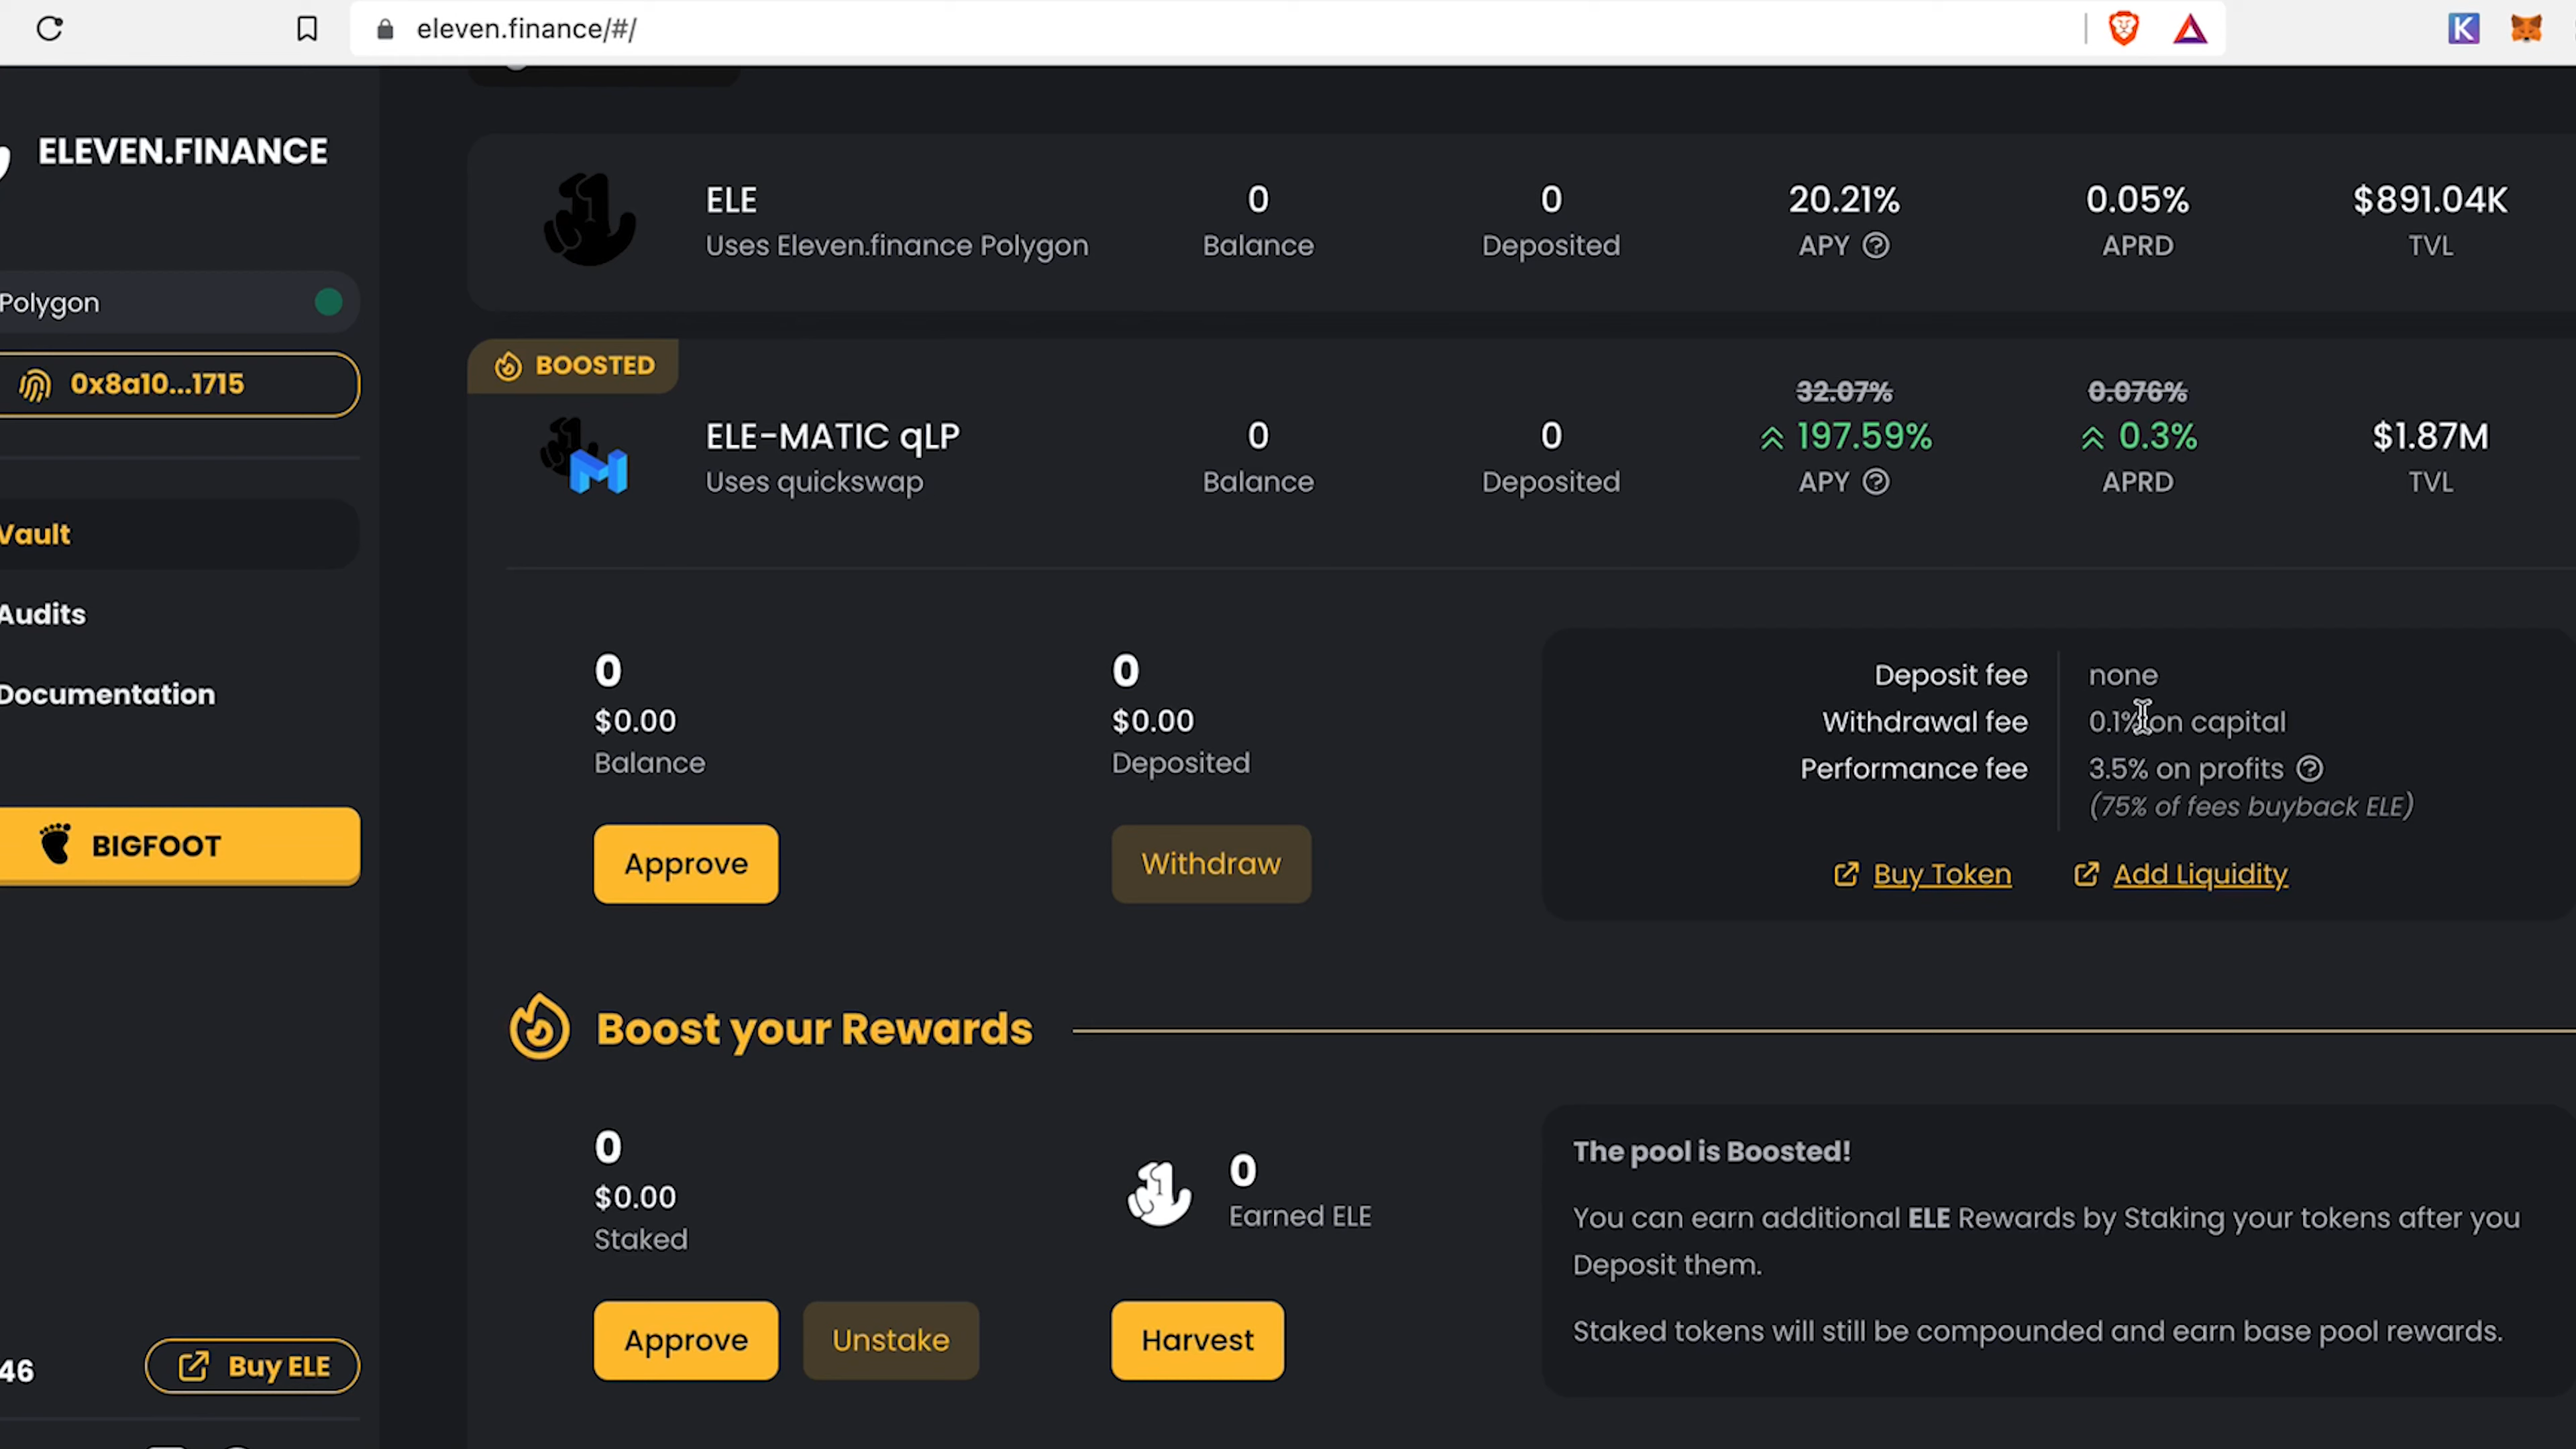 eleven.finance/#/
ELEVEN.FINANCE
Polygon
0x8a10...1715
Vault
Audits
Documentation
BIGFOOT
46
Buy ELE
ELE
Uses Eleven.finance Polygon
0
Balance
0
Deposited
20.21%
APY
0.05%
APRD
$891.04K
TVL
BOOSTED
ELE-MATIC qLP
Uses quickswap
0
Balance
0
Deposited
32.07%
197.59%
APY
0.076%
0.3%
APRD
$1.87M
TVL
0
$0.00
Balance
Approve
0
$0.00
Deposited
Withdraw
Deposit fee none
Withdrawal fee 0.1% on capital
Performance fee 3.5% on profits
(75% of fees buyback ELE)
Buy Token Add Liquidity
Boost your Rewards
0
$0.00
Staked
Approve Unstake
0
Earned ELE
Harvest
The pool is Boosted!
You can earn additional ELE Rewards by Staking your tokens after you
Deposit them.
Staked tokens will still be compounded and earn base pool rewards.